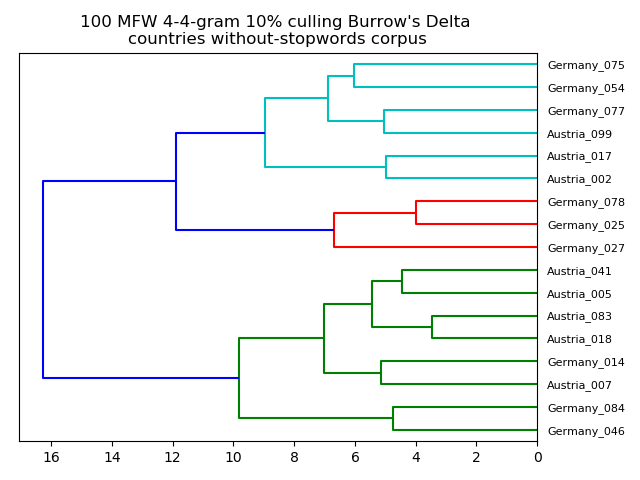 100 MFW 4-4-gram 10% culling Burrow's Delta
countries without-stopwords corpus
Germany_075
Germany_054
Germany_077
Austria_099
Austria_017
Austria_002
Germany_078
Germany_025
Germany_027
Austria_041
Austria_005
Austria_083
Austria_018
Germany_014
Austria_007
Germany_084
Germany_046
16 14 12 10 8 6 4 2 0